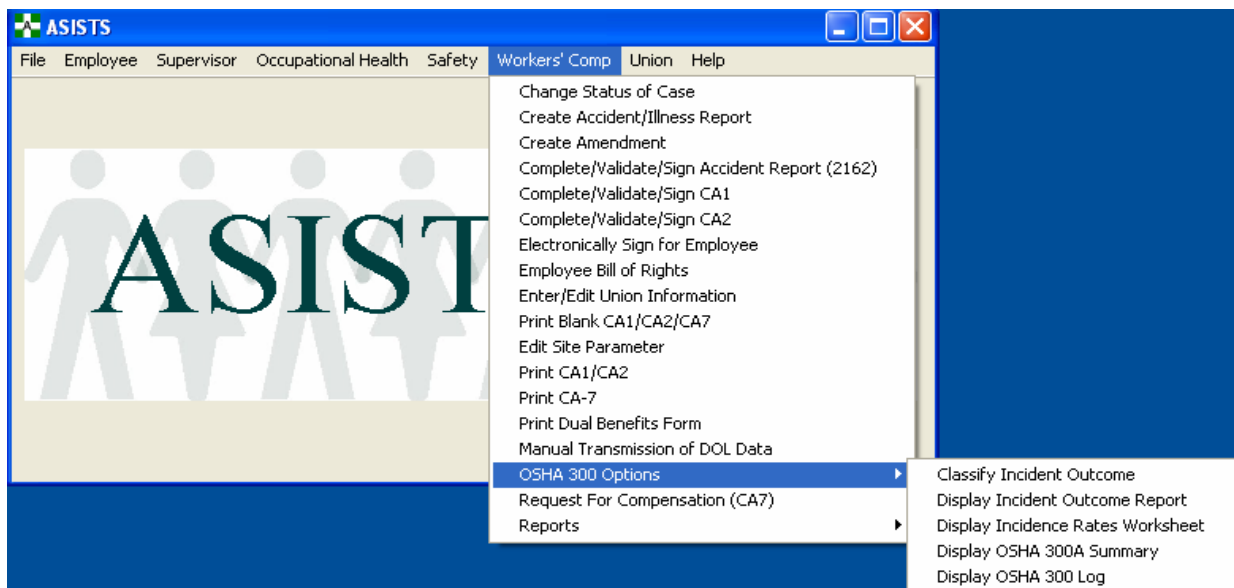 ASISTS
File Employee Supervisor Occupational Health Safety Workers' Comp Union Help
Change Status of Case
Create Accident/Illness Report
Create Amendment
Complete/Validate/Sign Accident Report (2162)
Complete/Validate/Sign CA1
Complete/Validate/Sign CA2
Electronically Sign for Employee
Employee Bill of Rights
Enter/Edit Union Information
Print Blank CA1/CA2/CA7
Edit Site Parameter
Print CA1/CA2
Print CA-7
Print Dual Benefits Form
Manual Transmission of DOL Data
OSHA 300 Options
Request For Compensation (CA7)
Reports
Classify Incident Outcome
Display Incident Outcome Report
Display Incidence Rates Worksheet
Display OSHA 300A Summary
Display OSHA 300 Log
ASIST